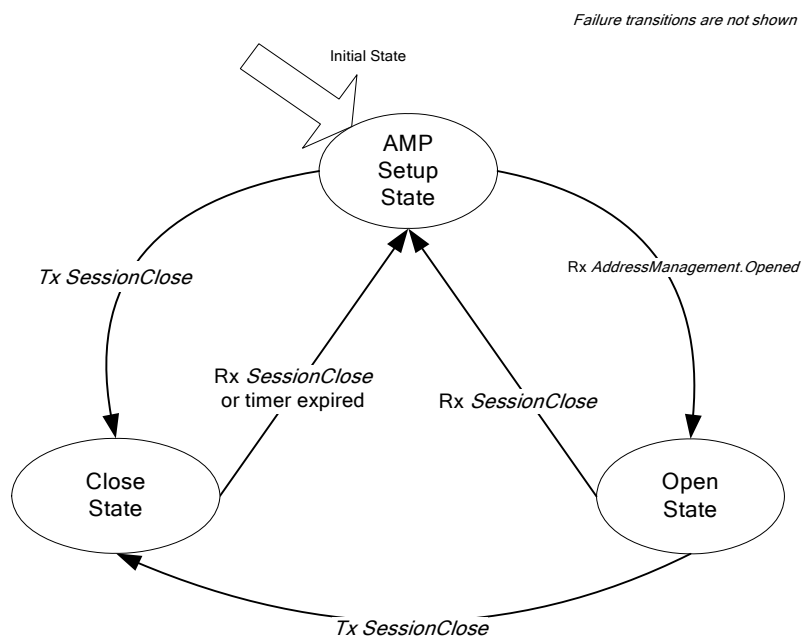 Failure transitions are not shown
Initial State
AMP
Setup
State
Tx SessionClose
Rx AddressManagement.Opened
Rx SessionClose
or timer expired
Rx SessionClose
Close
State
Open
State
Tx SessionClose